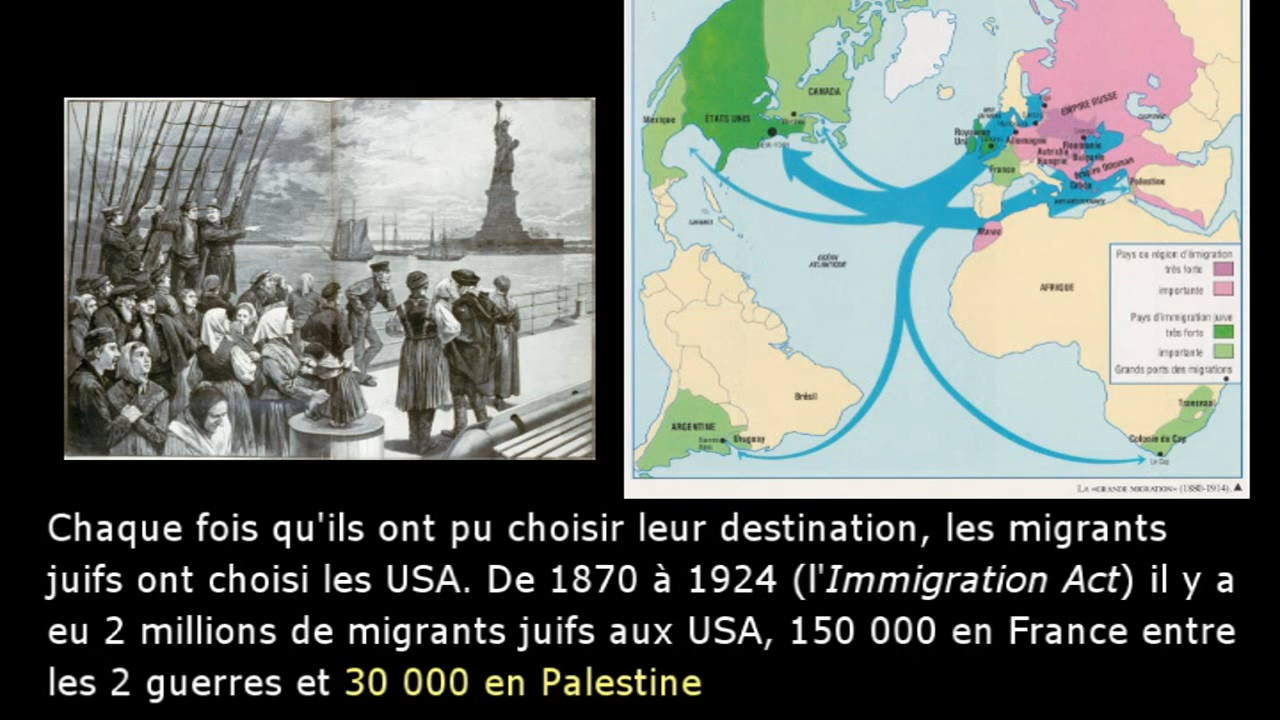 CANADA
Mexique
ÉTATS UNIS
EMPIRE RUSSE
Royaume
Uni
Allemagne
Autriche
Hongrie
Roumanie
Bulgarie
France
Empire Ottoman
Grèce
Palestine
Maroc
OCÉAN
ATLANTIQUE
AFRIQUE
Pays ou région d'émigration
très forte
importante
Pays d'immigration juive
très forte
importante
Grands ports des migrations
Brésil
Transvaal
ARGENTINE
Uruguay
Colonie du Cap
Le Cap
LA «GRANDE MIGRATION» (1880-1914).
Chaque fois qu'ils ont pu choisir leur destination, les migrants
juifs ont choisi les USA. De 1870 à 1924 (l'Immigration Act) il y a
eu 2 millions de migrants juifs aux USA, 150 000 en France entre
les 2 guerres et 30 000 en Palestine